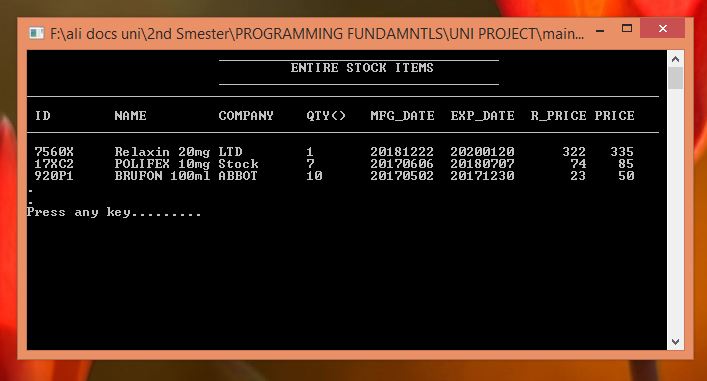 F:\ali docs uni\2nd Smester\PROGRAMMING FUNDAMNTLS\UNI PROJECT\main...
ENTIRE STOCK ITEMS
ID NAME COMPANY QTY<> MFG_DATE EXP_DATE R_PRICE PRICE
7560X Relaxin 20mg LTD 1 20181222 20200120 322 335
17XC2 POLIFEX 10mg Stock 7 20170606 20180707 74 85
920P1 BRUFON 100ml ABBOT 10 20170502 20171230 23 50
.
.
Press any key.........